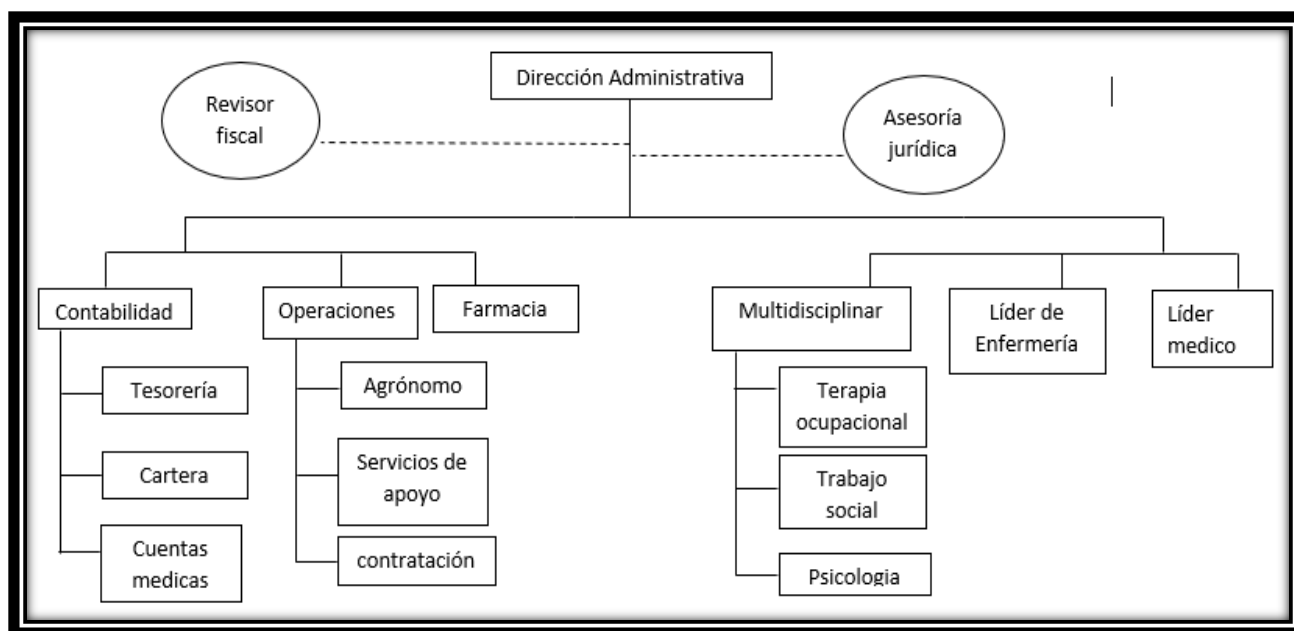 Dirección Administrativa
Revisor
fiscal
Asesoría
jurídica
Contabilidad
Operaciones
Farmacia
Multidisciplinar
Líder de
Enfermería
Líder
medico
Tesorería
Agrónomo
Terapia
ocupacional
Cartera
Servicios de
apoyo
Trabajo
social
Cuentas
medicas
contratación
Psicologia